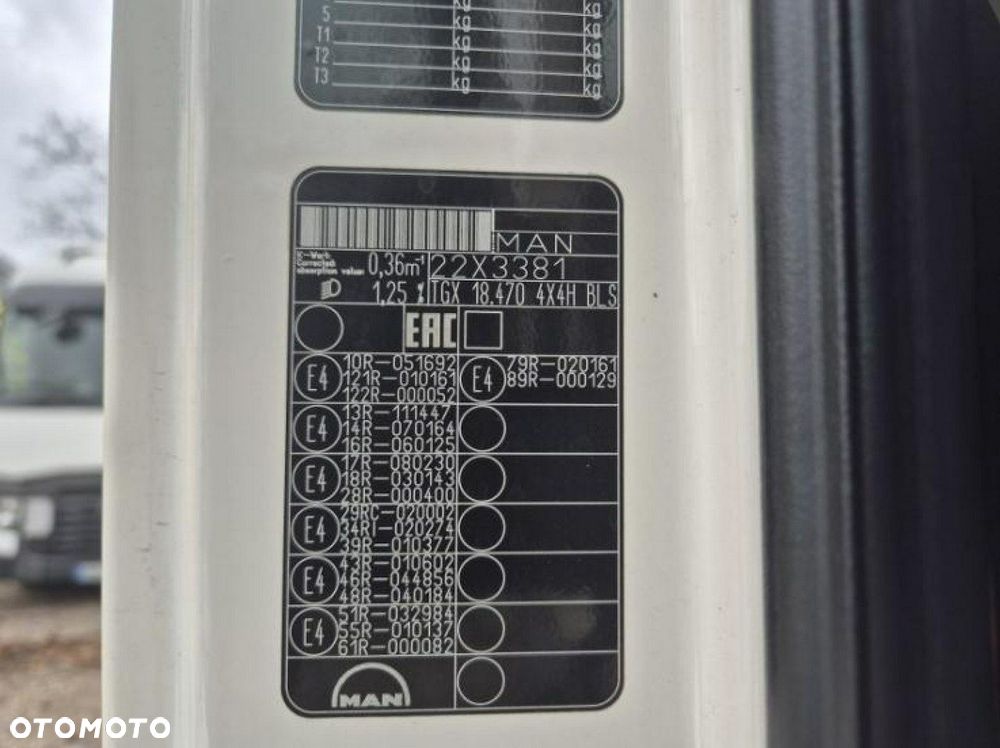 kg kg
5 kg kg
T1 kg kg
T2 kg kg
T3 kg kg
MAN
K-Wert
Corrected
absorption value: 0,36m⁻¹ 22X3381
1,25 % TGX 18.470 4X4H BLS
EAC
E4 10R-051692 E4 79R-020161
121R-010161 89R-000129
122R-000052
E4 13R-111447
14R-070164
16R-060125
E4 17R-080230
18R-030143
28R-000400
E4 29RC-020002
34RI-020274
39R-010377
E4 43R-010602
46R-044856
48R-040184
E4 51R-032984
55R-010137
61R-000082
MAN
OTOMOTO